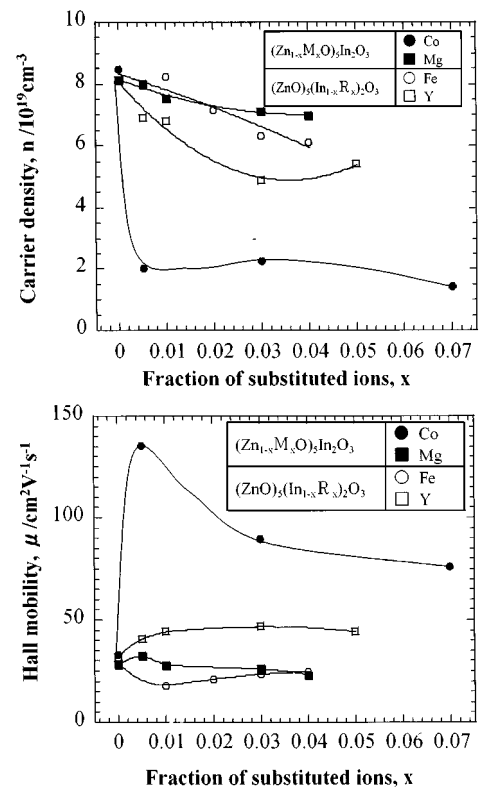 10
8
6
4
2
0
Carrier density, n /10¹⁹cm⁻³
(Zn₁₋ₓMₓO)₅In₂O₃
Co
Mg
(ZnO)₅(In₁₋ₓRₓ)₂O₃
Fe
Y
0 0.01 0.02 0.03 0.04 0.05 0.06 0.07
Fraction of substituted ions, x
150
100
50
0
Hall mobility, μ /cm²V⁻¹s⁻¹
(Zn₁₋ₓMₓO)₅In₂O₃
Co
Mg
(ZnO)₅(In₁₋ₓRₓ)₂O₃
Fe
Y
0 0.01 0.02 0.03 0.04 0.05 0.06 0.07
Fraction of substituted ions, x